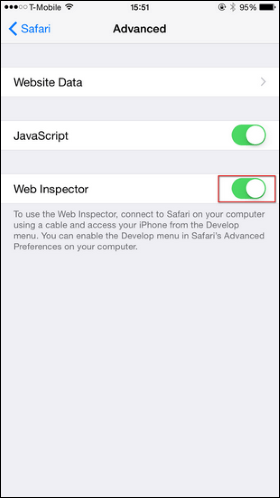 T-Mobile 15:51 95%
Safari Advanced
Website Data
JavaScript
Web Inspector
To use the Web Inspector, connect to Safari on your computer
using a cable and access your iPhone from the Develop
menu. You can enable the Develop menu in Safari's Advanced
Preferences on your computer.